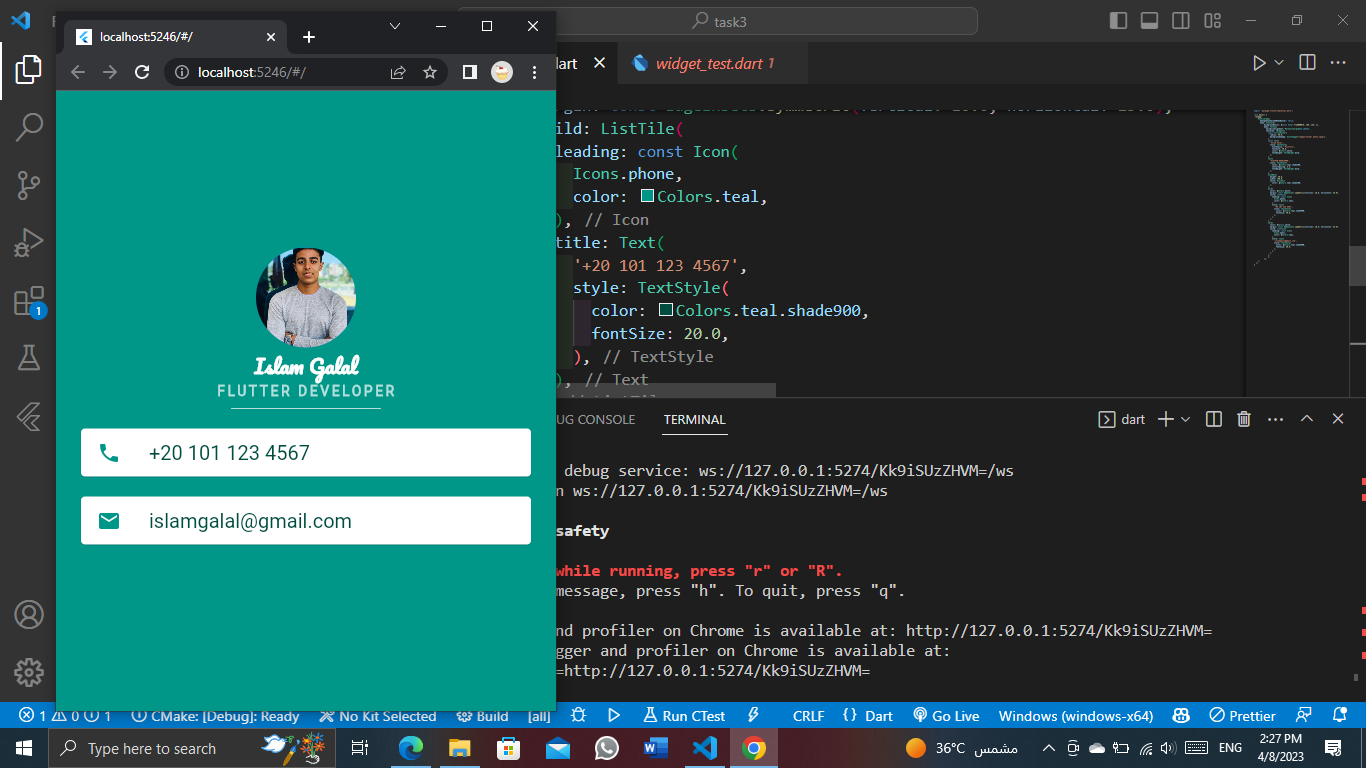 task3
localhost:5246/#/
localhost:5246/#/
widget_test.dart 1
ild: ListTile(
leading: const Icon(
Icons.phone,
color: Colors.teal,
), // Icon
title: Text(
'+20 101 123 4567',
style: TextStyle(
color: Colors.teal.shade900,
fontSize: 20.0,
), // TextStyle
), // Text
Islam Galal
FLUTTER DEVELOPER
+20 101 123 4567
islamgalal@gmail.com
UG CONSOLE
TERMINAL
dart
debug service: ws://127.0.0.1:5274/Kk9iSUzZHVM=/ws
n ws://127.0.0.1:5274/Kk9iSUzZHVM=/ws
safety
while running, press "r" or "R".
message, press "h". To quit, press "q".
nd profiler on Chrome is available at: http://127.0.0.1:5274/Kk9iSUzZHVM=
gger and profiler on Chrome is available at:
=http://127.0.0.1:5274/Kk9iSUzZHVM=
1
1 0 1 CMake: [Debug]: Ready No Kit Selected Build [all] Run CTest CRLF {} Dart Go Live Windows (windows-x64) Prettier
Type here to search
36°C مشمس
ENG
2:27 PM
4/8/2023